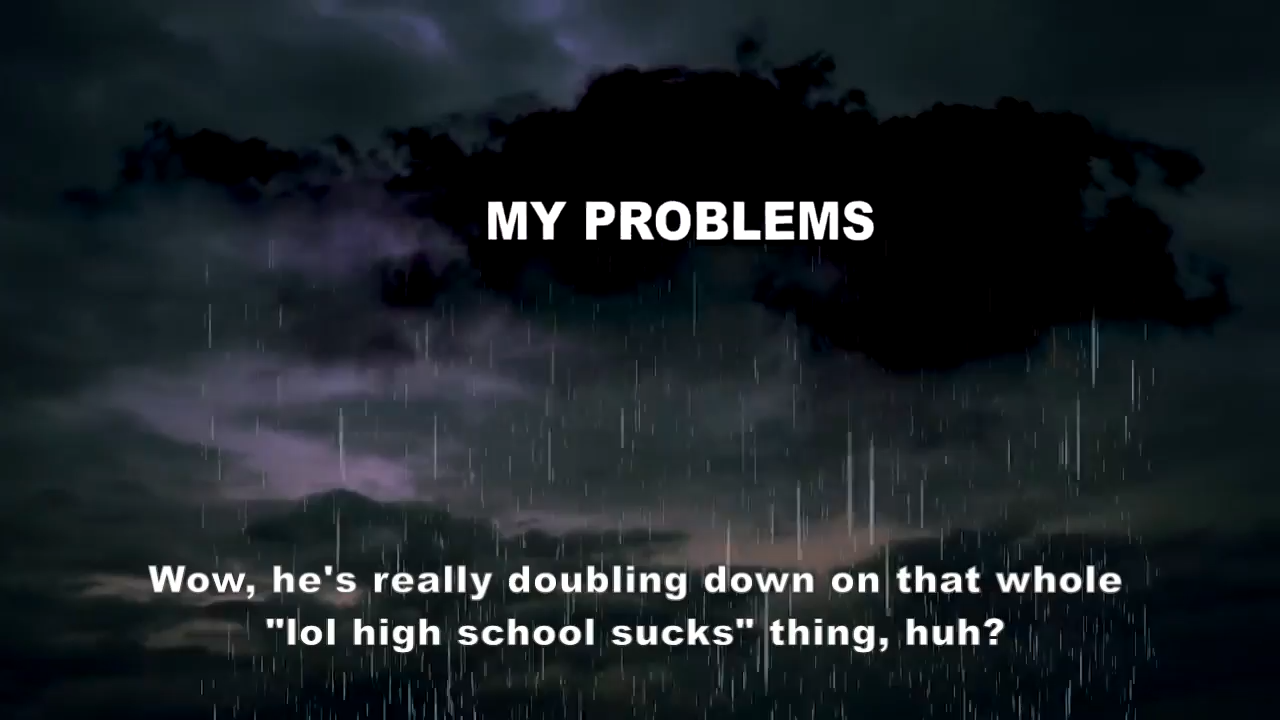 MY PROBLEMS
Wow, he's really doubling down on that whole
"lol high school sucks" thing, huh?